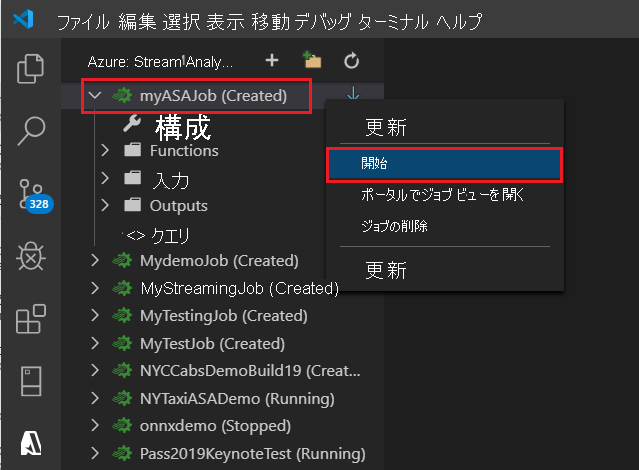 ファイル 編集 選択 表示 移動 デバッグ ターミナル ヘルプ
Azure: Stream1Analy...
myASAJob (Created)
構成
Functions
入力
Outputs
<> クエリ
更新
開始
ポータルでジョブ ビューを開く
ジョブの削除
更新
328
MydemoJob (Created)
MyStreamingJob (Created)
MyTestingJob (Created)
MyTestJob (Created)
NYCCabsDemoBuild19 (Creat...
NYTaxiASADemo (Running)
onnxdemo (Stopped)
Pass2019KeynoteTest (Running)